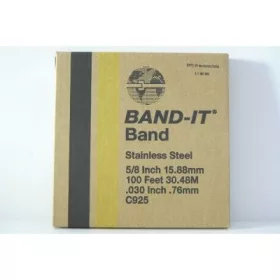 BAND-IT®
Band
Stainless Steel
5/8 Inch 15.88mm
100 Feet 30.48M
.030 Inch .76mm
C925